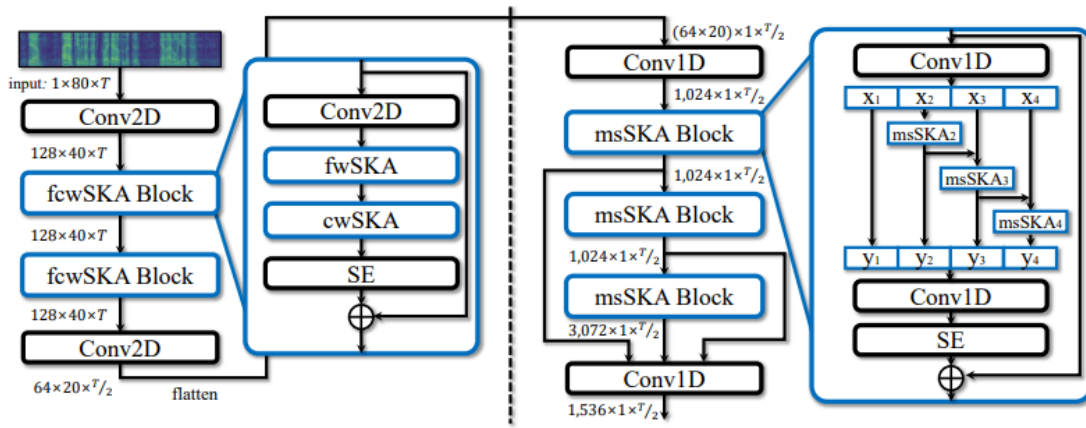 input: 1×80×T
Conv2D
128×40×T
fcwSKA Block
128×40×T
fcwSKA Block
128×40×T
Conv2D
64×20×T/2
flatten
Conv2D
fwSKA
cwSKA
SE
(64×20)×1×T/2
Conv1D
1,024×1×T/2
msSKA Block
1,024×1×T/2
msSKA Block
1,024×1×T/2
msSKA Block
3,072×1×T/2
Conv1D
1,536×1×T/2
Conv1D
x1 x2 x3 x4
msSKA2
msSKA3
msSKA4
y1 y2 y3 y4
Conv1D
SE